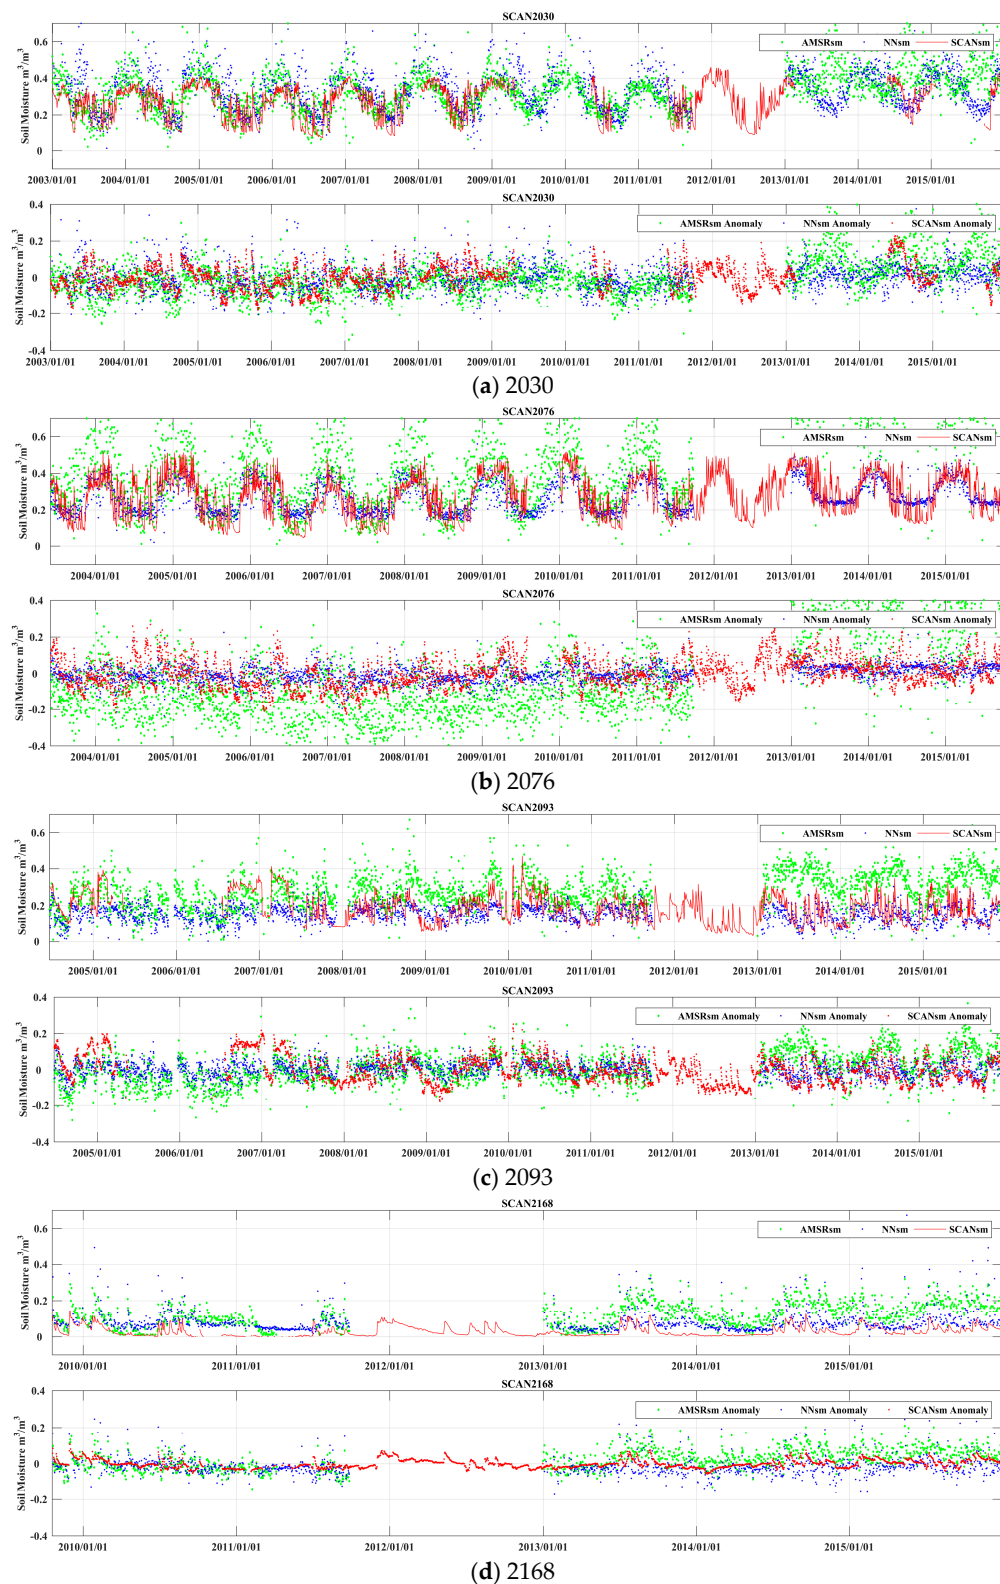 SCAN2030
0.6
0.4
0.2
0
Soil Moisture m³/m³
AMSRsm NNsm SCANsm
2003/01/01 2004/01/01 2005/01/01 2006/01/01 2007/01/01 2008/01/01 2009/01/01 2010/01/01 2011/01/01 2012/01/01 2013/01/01 2014/01/01 2015/01/01
SCAN2030
0.4
0.2
0
-0.2
-0.4
Soil Moisture m³/m³
AMSRsm Anomaly NNsm Anomaly SCANsm Anomaly
2003/01/01 2004/01/01 2005/01/01 2006/01/01 2007/01/01 2008/01/01 2009/01/01 2010/01/01 2011/01/01 2012/01/01 2013/01/01 2014/01/01 2015/01/01
(a) 2030
SCAN2076
0.6
0.4
0.2
0
Soil Moisture m³/m³
AMSRsm NNsm SCANsm
2004/01/01 2005/01/01 2006/01/01 2007/01/01 2008/01/01 2009/01/01 2010/01/01 2011/01/01 2012/01/01 2013/01/01 2014/01/01 2015/01/01
SCAN2076
0.4
0.2
0
-0.2
-0.4
Soil Moisture m³/m³
AMSRsm Anomaly NNsm Anomaly SCANsm Anomaly
2004/01/01 2005/01/01 2006/01/01 2007/01/01 2008/01/01 2009/01/01 2010/01/01 2011/01/01 2012/01/01 2013/01/01 2014/01/01 2015/01/01
(b) 2076
SCAN2093
0.6
0.4
0.2
0
Soil Moisture m³/m³
AMSRsm NNsm SCANsm
2005/01/01 2006/01/01 2007/01/01 2008/01/01 2009/01/01 2010/01/01 2011/01/01 2012/01/01 2013/01/01 2014/01/01 2015/01/01
SCAN2093
0.4
0.2
0
-0.2
-0.4
Soil Moisture m³/m³
AMSRsm Anomaly NNsm Anomaly SCANsm Anomaly
2005/01/01 2006/01/01 2007/01/01 2008/01/01 2009/01/01 2010/01/01 2011/01/01 2012/01/01 2013/01/01 2014/01/01 2015/01/01
(c) 2093
SCAN2168
0.6
0.4
0.2
0
Soil Moisture m³/m³
AMSRsm NNsm SCANsm
2010/01/01 2011/01/01 2012/01/01 2013/01/01 2014/01/01 2015/01/01
SCAN2168
0.4
0.2
0
-0.2
-0.4
Soil Moisture m³/m³
AMSRsm Anomaly NNsm Anomaly SCANsm Anomaly
2010/01/01 2011/01/01 2012/01/01 2013/01/01 2014/01/01 2015/01/01
(d) 2168